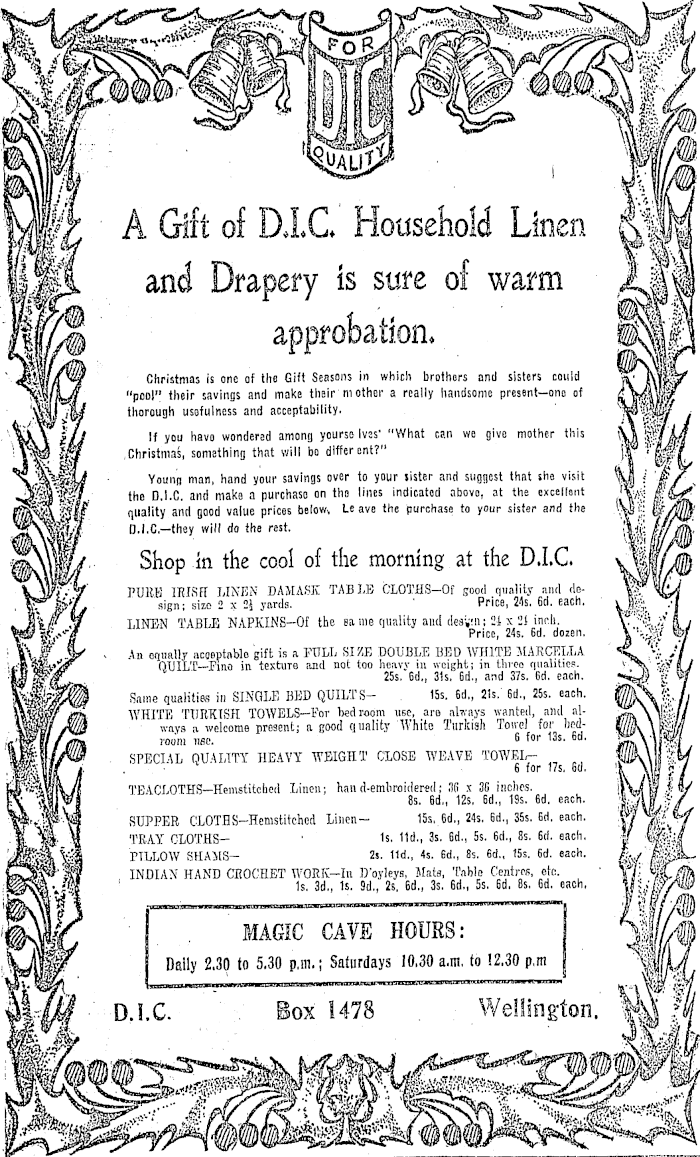 FOR
DIC
QUALITY
A Gift of D.I.C. Household Linen
and Drapery is sure of warm
approbation.
Christmas is one of the Gift Seasons in which brothers and sisters could
"pool" their savings and make their mother a really handsome present—one of
thorough usefulness and acceptability.
If you have wondered among yourselves' "What can we give mother this
Christmas, something that will be different?"
Young man, hand your savings over to your sister and suggest that she visit
the D.I.C. and make a purchase on the lines indicated above, at the excellent
quality and good value prices below. Leave the purchase to your sister and the
D.I.C.—they will do the rest.
Shop in the cool of the morning at the D.I.C.
PURE IRISH LINEN DAMASK TABLE CLOTHS—Of good quality and de-
sign; size 2 x 2½ yards. Price, 24s. 6d. each.
LINEN TABLE NAPKINS—Of the same quality and design; 24 x 24 inch.
Price, 24s. 6d. dozen.
An equally acceptable gift is a FULL SIZE DOUBLE BED WHITE MARCELLA
QUILT—Fine in texture and not too heavy in weight; in three qualities.
25s. 6d., 31s. 6d., and 37s. 6d. each.
Same qualities in SINGLE BED QUILTS— 15s. 6d., 21s. 6d., 25s. each.
WHITE TURKISH TOWELS—For bedroom use, are always wanted, and al-
ways a welcome present; a good quality White Turkish Towel for bed-
room use. 6 for 13s. 6d.
SPECIAL QUALITY HEAVY WEIGHT CLOSE WEAVE TOWEL—
6 for 17s. 6d.
TEACLOTHS—Hemstitched Linen; hand-embroidered; 36 x 36 inches.
8s. 6d., 12s. 6d., 19s. 6d. each.
SUPPER CLOTHS—Hemstitched Linen— 15s. 6d., 24s. 6d., 35s. 6d. each.
TRAY CLOTHS— 1s. 11d., 3s. 6d., 5s. 6d., 8s. 6d. each.
PILLOW SHAMS— 2s. 11d., 4s. 6d., 8s. 6d., 15s. 6d. each.
INDIAN HAND CROCHET WORK—In D'oyleys, Mats, Table Centres, etc.
1s. 3d., 1s. 9d., 2s. 6d., 3s. 6d., 5s. 6d. 8s. 6d. each,
MAGIC CAVE HOURS:
Daily 2.30 to 5.30 p.m.; Saturdays 10.30 a.m. to 12.30 p.m
D.I.C. Box 1478 Wellington.